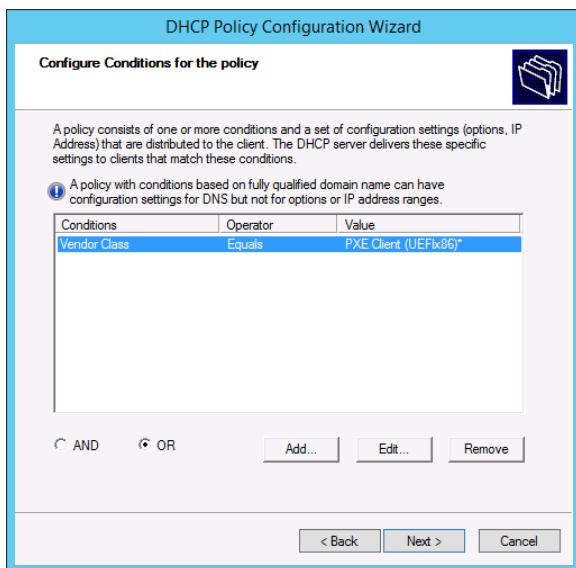 DHCP Policy Configuration Wizard
Configure Conditions for the policy
A policy consists of one or more conditions and a set of configuration settings (options, IP
Address) that are distributed to the client. The DHCP server delivers these specific
settings to clients that match these conditions.
A policy with conditions based on fully qualified domain name can have
configuration settings for DNS but not for options or IP address ranges.
Conditions Operator Value
Vendor Class Equals PXE Client (UEFIx86)*
AND OR Add... Edit... Remove
< Back Next > Cancel